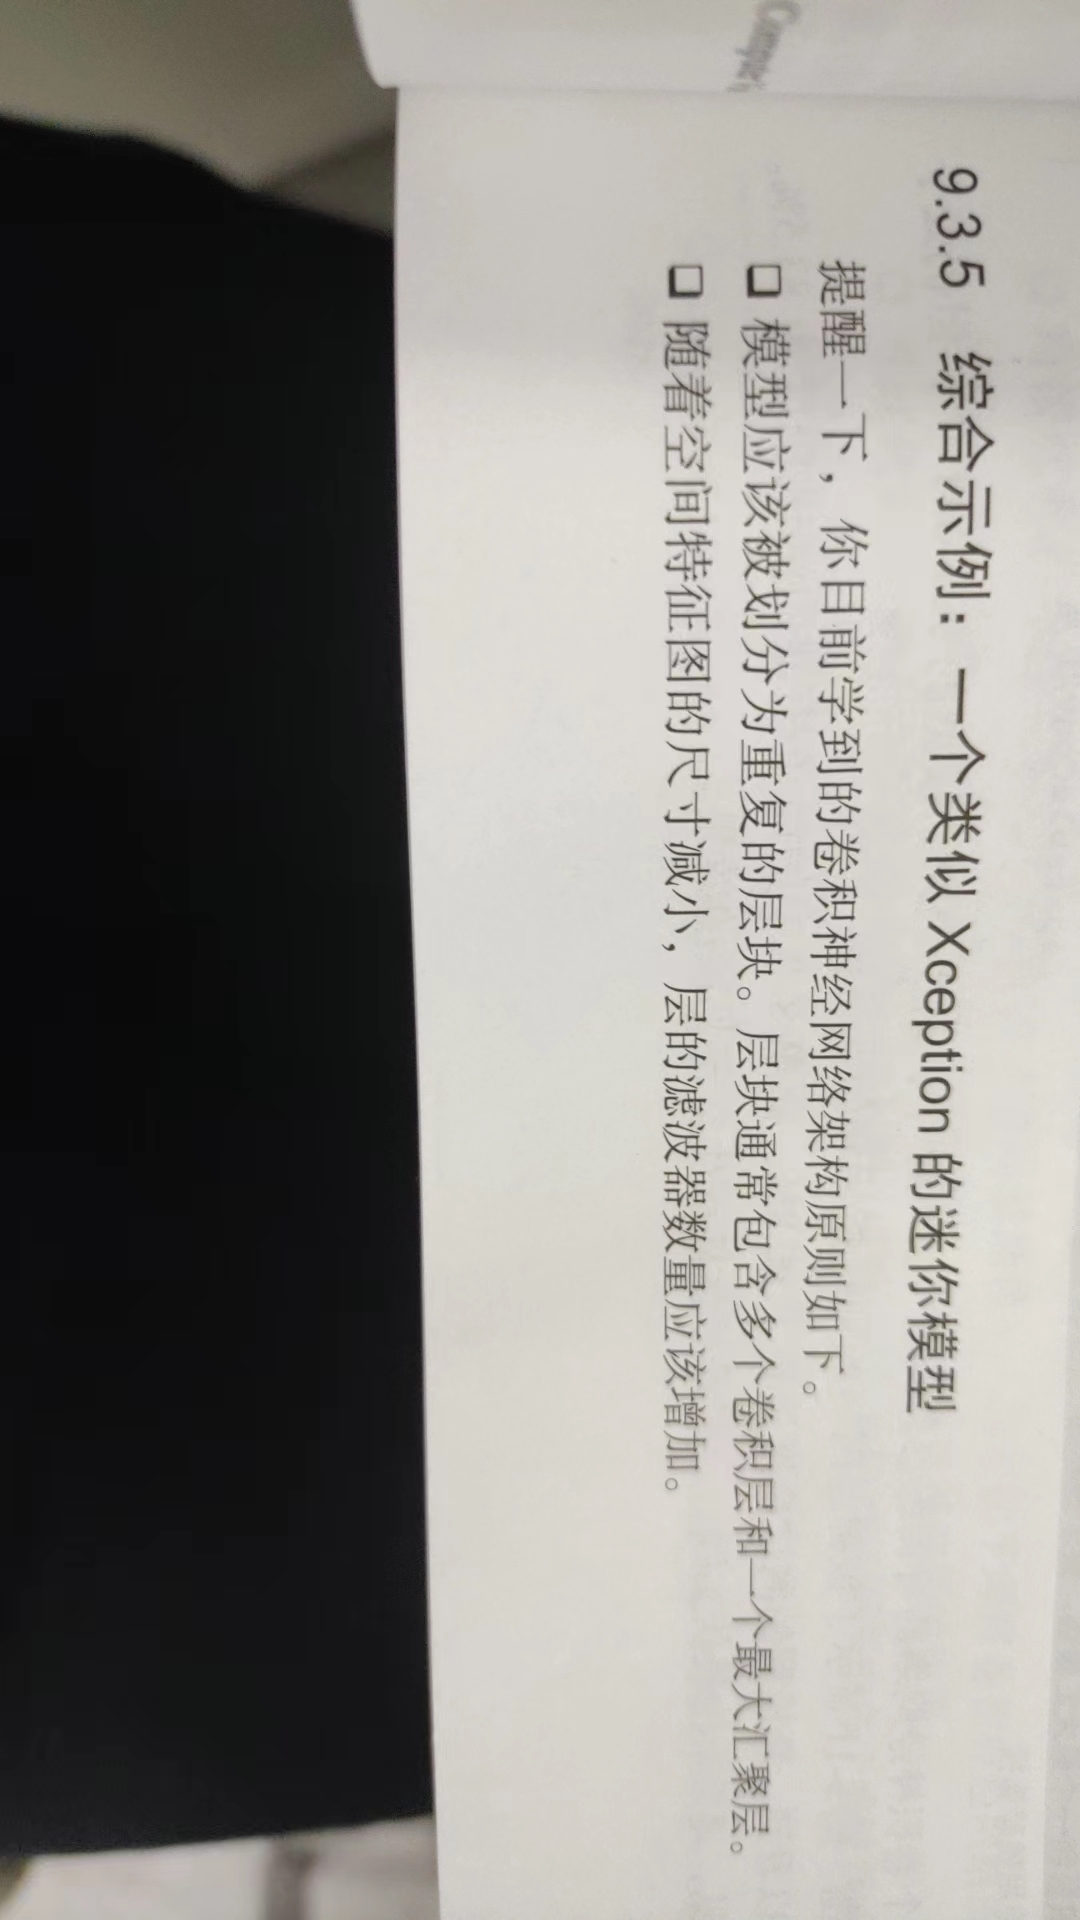 9.3.5 综合示例：一个类似 Xception 的迷你模型
提醒一下，你目前学到的卷积神经网络架构原则如下。
❑ 模型应该被划分为重复的层块。层块通常包含多个卷积层和一个最大汇聚层。
❑ 随着空间特征图的尺寸减小，层的滤波器数量应该增加。